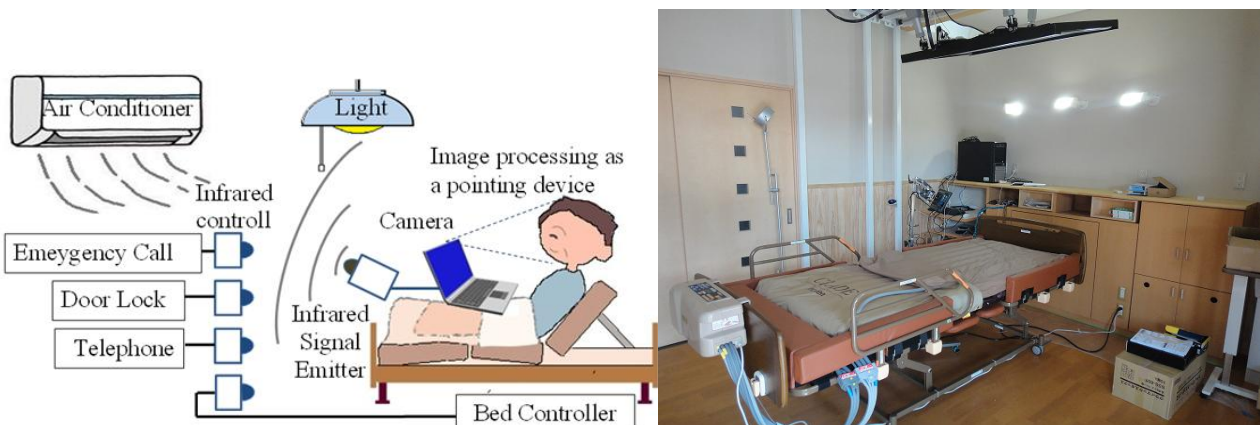 Air Conditioner
Light
Image processing as
a pointing device
Infrared
controll
Camera
Emeygency Call
Door Lock
Telephone
Infrared
Signal
Emitter
Bed Controller